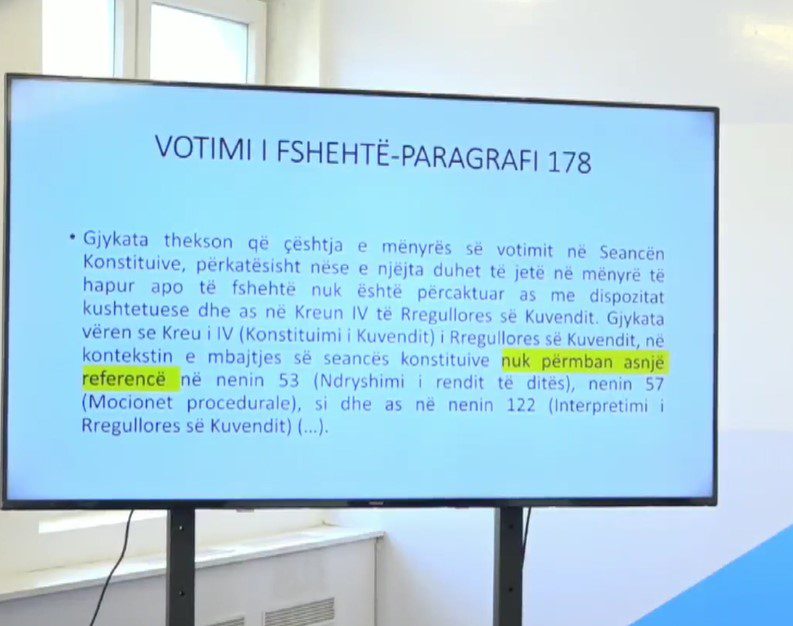 VOTIMI I FSHEHTË-PARAGRAFI 178
• Gjykata thekson që çështja e mënyrës së votimit në Seancën
Konstituive, përkatësisht nëse e njëjta duhet të jetë në mënyrë të
hapur apo të fshehtë nuk është përcaktuar as me dispozitat
kushtetuese dhe as në Kreun IV të Rregullores së Kuvendit. Gjykata
vëren se Kreu i IV (Konstituimi i Kuvendit) i Rregullores së Kuvendit, në
kontekstin e mbajtjes së seancës konstituive nuk përmban asnjë
referencë në nenin 53 (Ndryshimi i rendit të ditës), nenin 57
(Mocionet procedurale), si dhe as në nenin 122 (Interpretimi i
Rregullores së Kuvendit) (...).